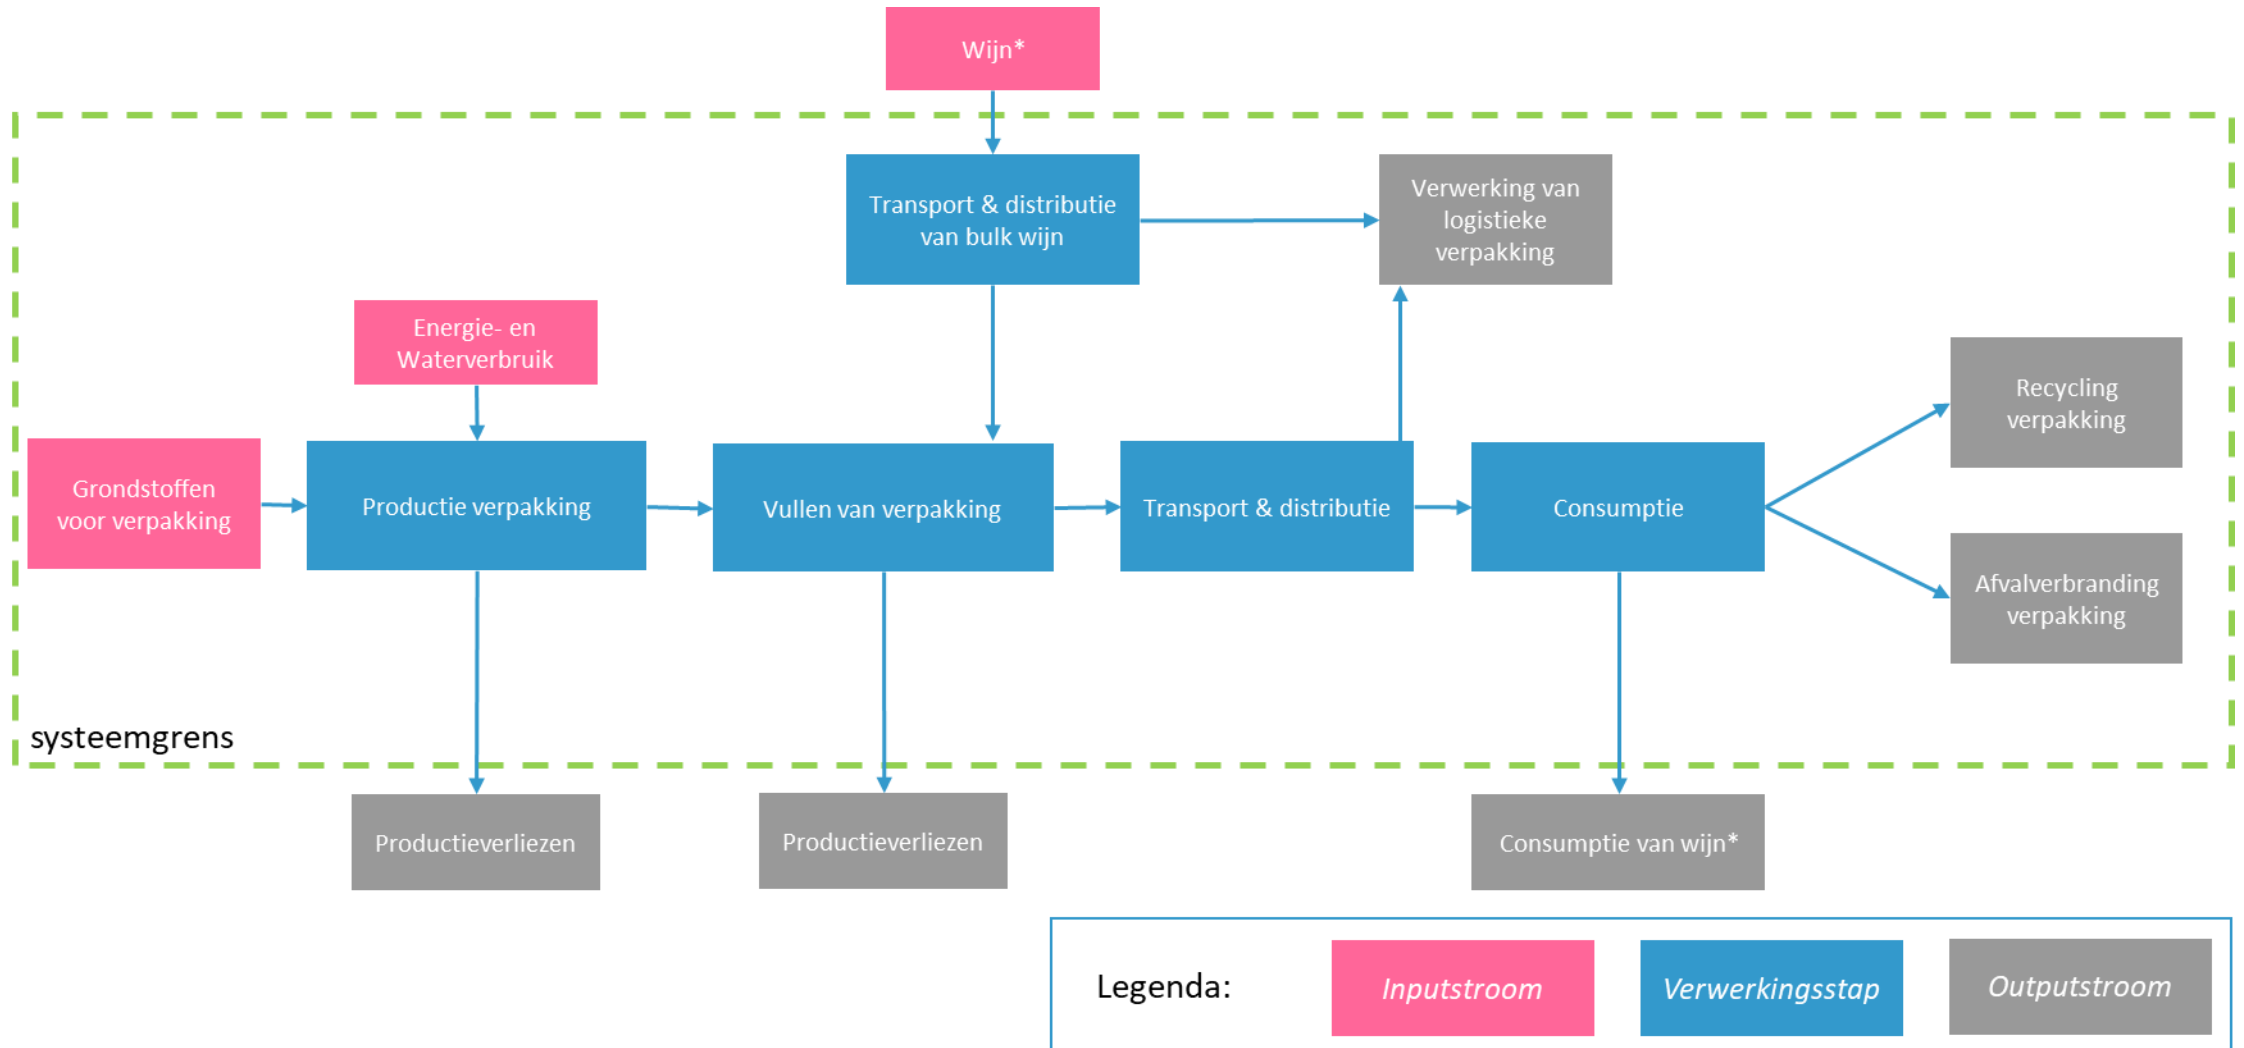 Wijn*
Transport & distributie
van bulk wijn
Verwerking van
logistieke
verpakking
Energie- en
Waterverbruik
Grondstoffen
voor verpakking
Productie verpakking
Vullen van verpakking
Transport & distributie
Consumptie
Recycling
verpakking
Afvalverbranding
verpakking
systeemgrens
Productieverliezen
Productieverliezen
Consumptie van wijn*
Legenda:
Inputstroom
Verwerkingsstap
Outputstroom